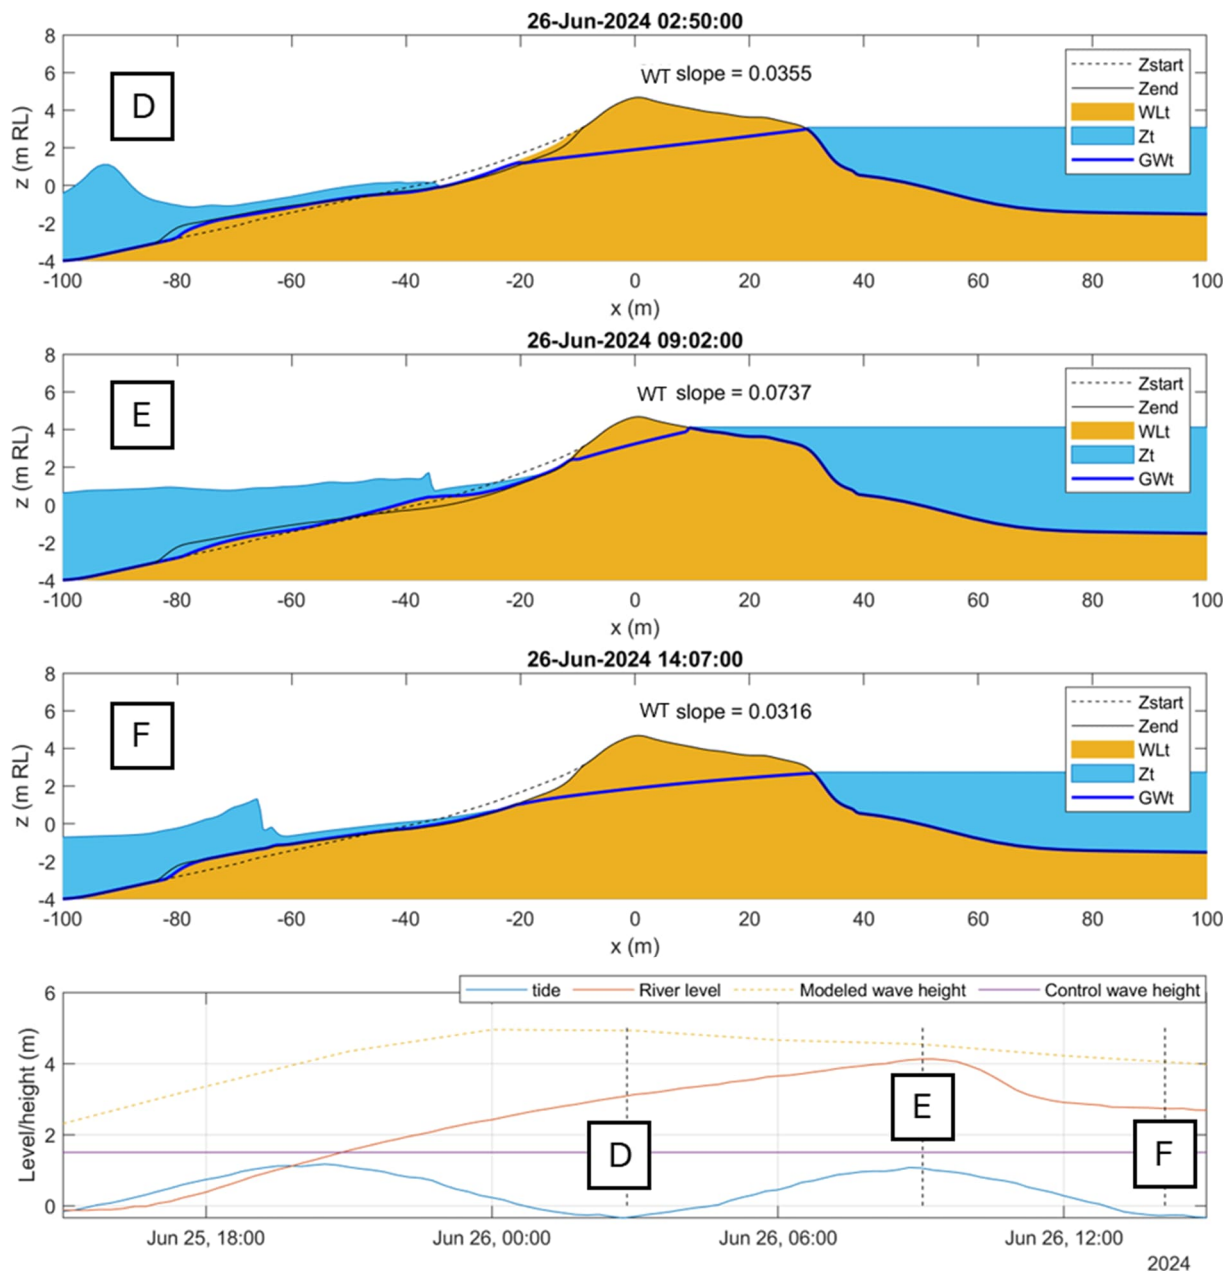 26-Jun-2024 02:50:00
8
6
4
2
0
-2
-4
z (m RL)
D
WT slope = 0.0355
Zstart
Zend
WLt
Zt
GWt
-100 -80 -60 -40 -20 0 20 40 60 80 100
x (m)
26-Jun-2024 09:02:00
8
6
4
2
0
-2
-4
z (m RL)
E
WT slope = 0.0737
Zstart
Zend
WLt
Zt
GWt
-100 -80 -60 -40 -20 0 20 40 60 80 100
x (m)
26-Jun-2024 14:07:00
8
6
4
2
0
-2
-4
z (m RL)
F
WT slope = 0.0316
Zstart
Zend
WLt
Zt
GWt
-100 -80 -60 -40 -20 0 20 40 60 80 100
x (m)
tide River level Modeled wave height Control wave height
6
4
2
0
Level/height (m)
D
E
F
Jun 25, 18:00 Jun 26, 00:00 Jun 26, 06:00 Jun 26, 12:00
2024